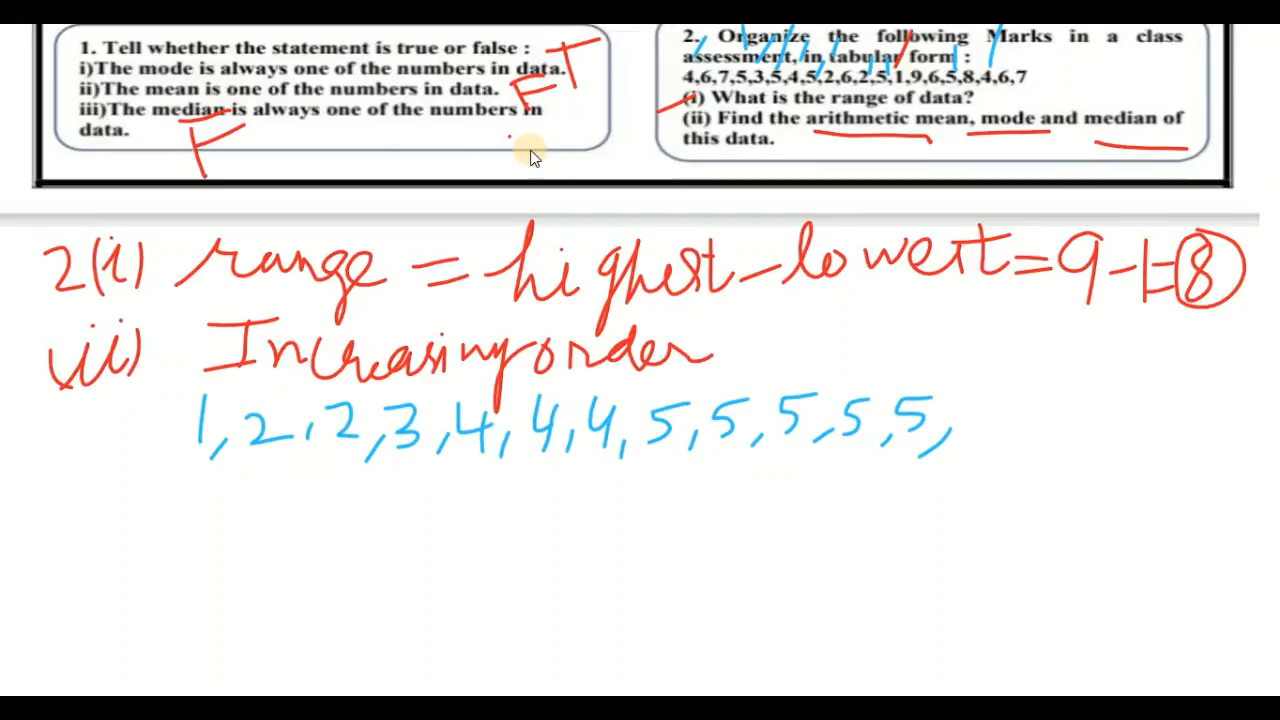 1. Tell whether the statement is true or false :
i)The mode is always one of the numbers in data. T
ii)The mean is one of the numbers in data. F
iii)The median is always one of the numbers in
data. F
2. Organize the following Marks in a class
assessment, in tabular form :
4,6,7,5,3,5,4,5,2,6,2,5,1,9,6,5,8,4,6,7
(i) What is the range of data?
(ii) Find the arithmetic mean, mode and median of
this data.
2(i) range = highest-lowest=9-1=8
(ii) Increasing order
1,2,2,3,4,4,4,5,5,5,5,5,